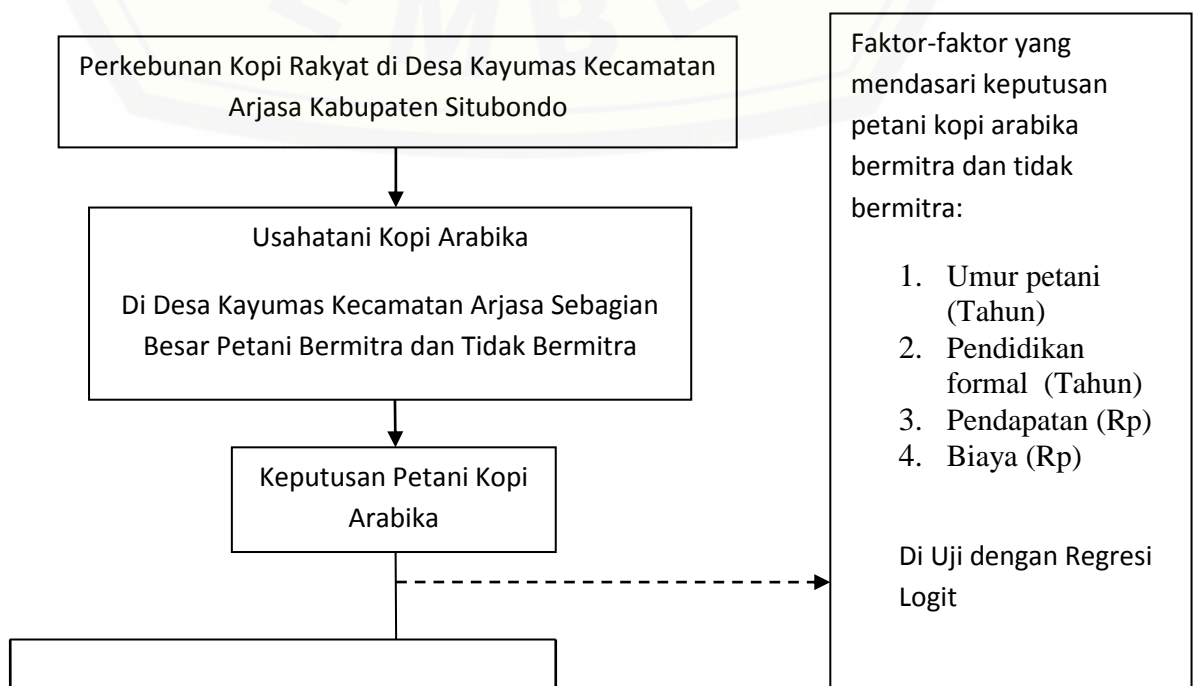 Perkebunan Kopi Rakyat di Desa Kayumas Kecamatan
Arjasa Kabupaten Situbondo
Usahatani Kopi Arabika
Di Desa Kayumas Kecamatan Arjasa Sebagian
Besar Petani Bermitra dan Tidak Bermitra
Keputusan Petani Kopi
Arabika
Faktor-faktor yang
mendasari keputusan
petani kopi arabika
bermitra dan tidak
bermitra:
1. Umur petani
(Tahun)
2. Pendidikan
formal (Tahun)
3. Pendapatan (Rp)
4. Biaya (Rp)
Di Uji dengan Regresi
Logit